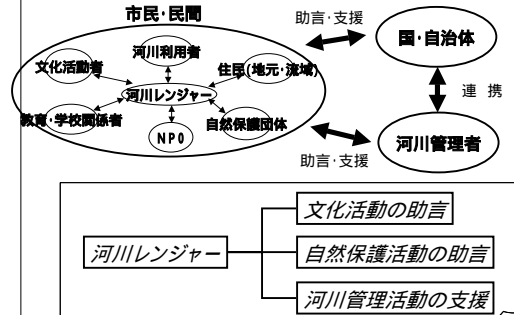 市民･民間
助言･支援
国･自治体
河川利用者
文化活動者
住民(地元･流域)
河川レンジャー
連 携
教育･学校関係者
自然保護団体
NPO
河川管理者
助言･支援
文化活動の助言
河川レンジャー
自然保護活動の助言
河川管理活動の支援